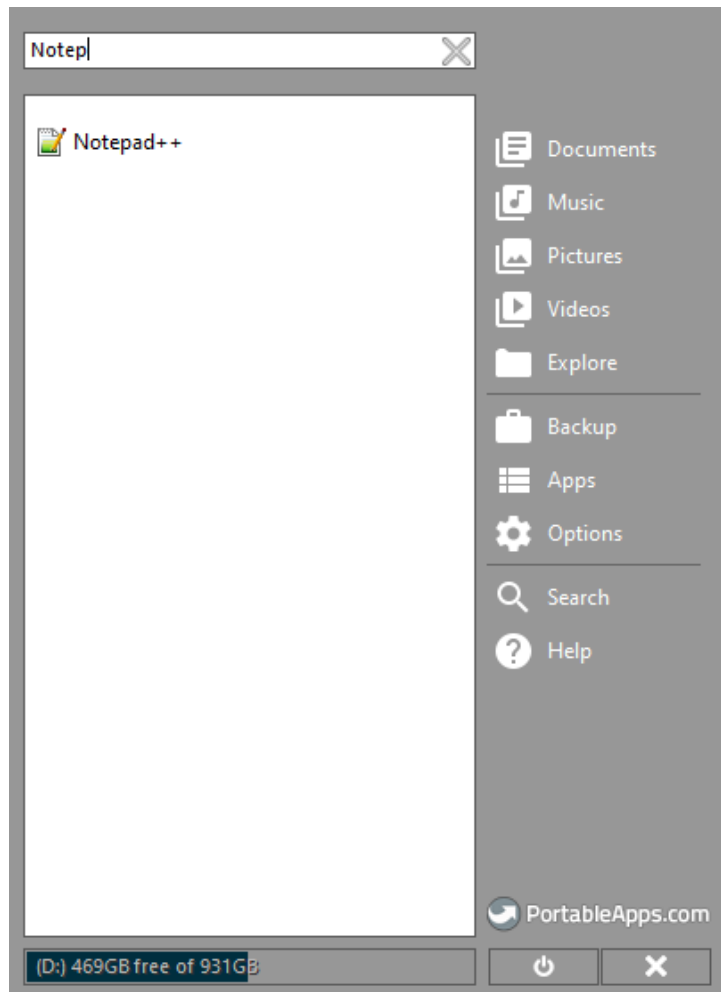 Notep
Notepad++
Documents
Music
Pictures
Videos
Explore
Backup
Apps
Options
Search
Help
PortableApps.com
(D:) 469GB free of 931GB